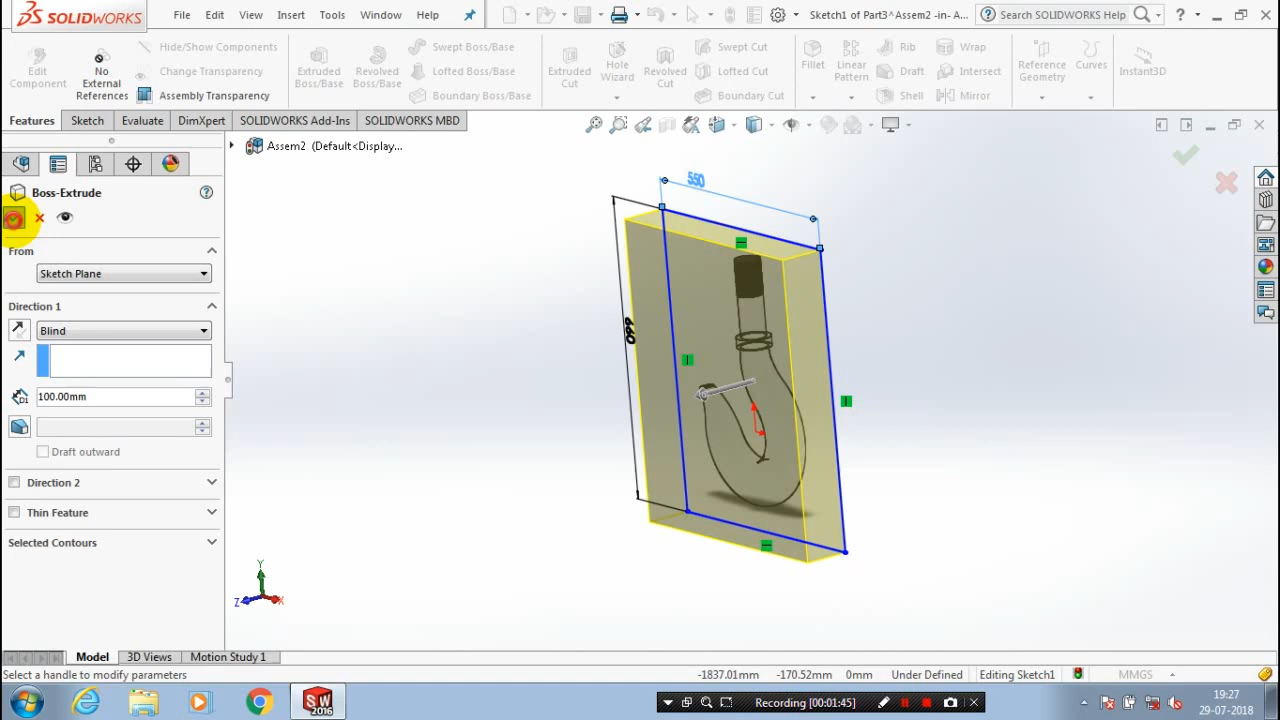 SOLIDWORKS File Edit View Insert Tools Window Help Sketch1 of Part3^Assem2 -in- A... Search SOLIDWORKS Help
Edit Component
No External References
Hide/Show Components
Change Transparency
Assembly Transparency
Extruded Boss/Base
Revolved Boss/Base
Swept Boss/Base
Lofted Boss/Base
Boundary Boss/Base
Extruded Cut
Hole Wizard
Revolved Cut
Swept Cut
Lofted Cut
Boundary Cut
Fillet
Linear Pattern
Rib
Draft
Shell
Wrap
Intersect
Mirror
Reference Geometry
Curves
Instant3D
Features Sketch Evaluate DimXpert SOLIDWORKS Add-Ins SOLIDWORKS MBD
Assem2 (Default<Display...
Boss-Extrude
From
Sketch Plane
Direction 1
Blind
D1
100.00mm
Draft outward
Direction 2
Thin Feature
Selected Contours
550
660
Y
Z
X
Model 3D Views Motion Study 1
Select a handle to modify parameters -1837.01mm -170.52mm 0mm Under Defined Editing Sketch1 MMGS
SW 2016
Recording [00:01:45]
19:27
29-07-2018